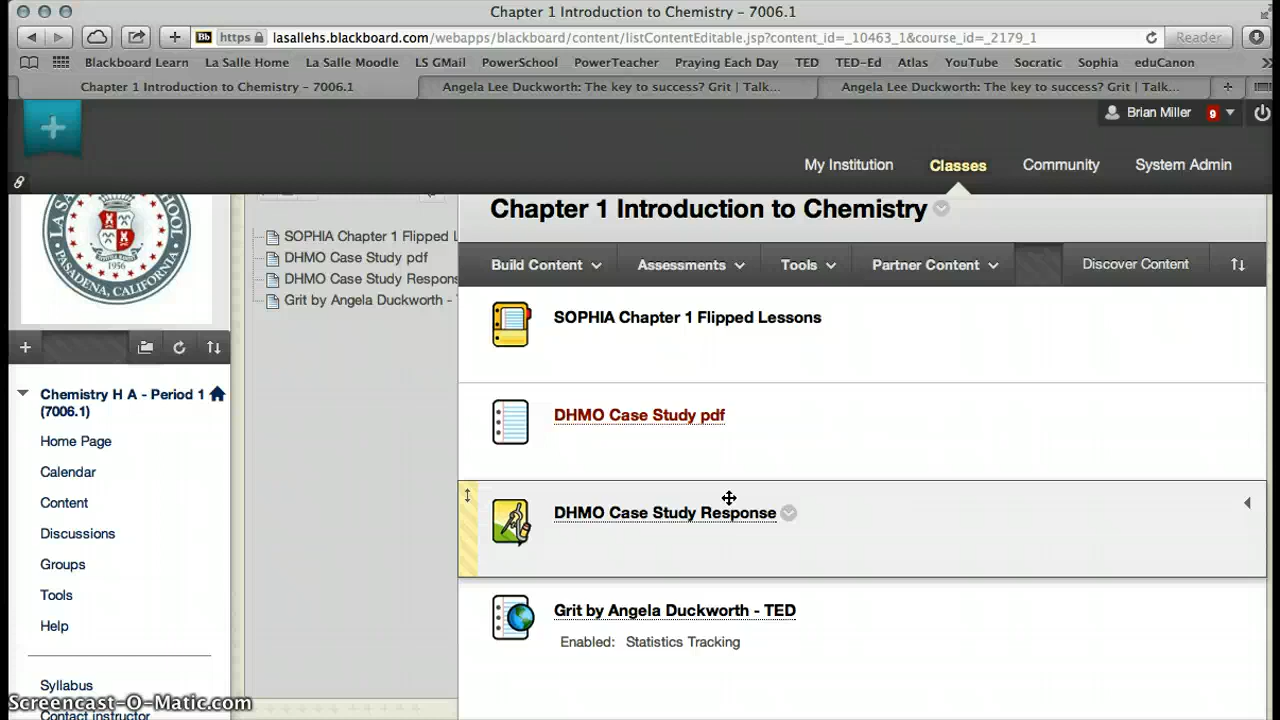 Chapter 1 Introduction to Chemistry – 7006.1
Bb https lasallehs.blackboard.com/webapps/blackboard/content/listContentEditable.jsp?content_id=_10463_1&course_id=_2179_1 Reader
Blackboard Learn La Salle Home La Salle Moodle LS GMail PowerSchool PowerTeacher Praying Each Day TED TED-Ed Atlas YouTube Socratic Sophia eduCanon
Chapter 1 Introduction to Chemistry – 7006.1 Angela Lee Duckworth: The key to success? Grit | Talk... Angela Lee Duckworth: The key to success? Grit | Talk...
Brian Miller 9
My Institution Classes Community System Admin
PASADENA, CALIFORNIA
1956
SOPHIA Chapter 1 Flipped L
DHMO Case Study pdf
DHMO Case Study Respons
Grit by Angela Duckworth -
Chapter 1 Introduction to Chemistry
Build Content Assessments Tools Partner Content Discover Content
SOPHIA Chapter 1 Flipped Lessons
DHMO Case Study pdf
DHMO Case Study Response
Grit by Angela Duckworth - TED
Enabled: Statistics Tracking
Chemistry H A - Period 1
(7006.1)
Home Page
Calendar
Content
Discussions
Groups
Tools
Help
Syllabus
Contact instructor
Screencast-O-Matic.com